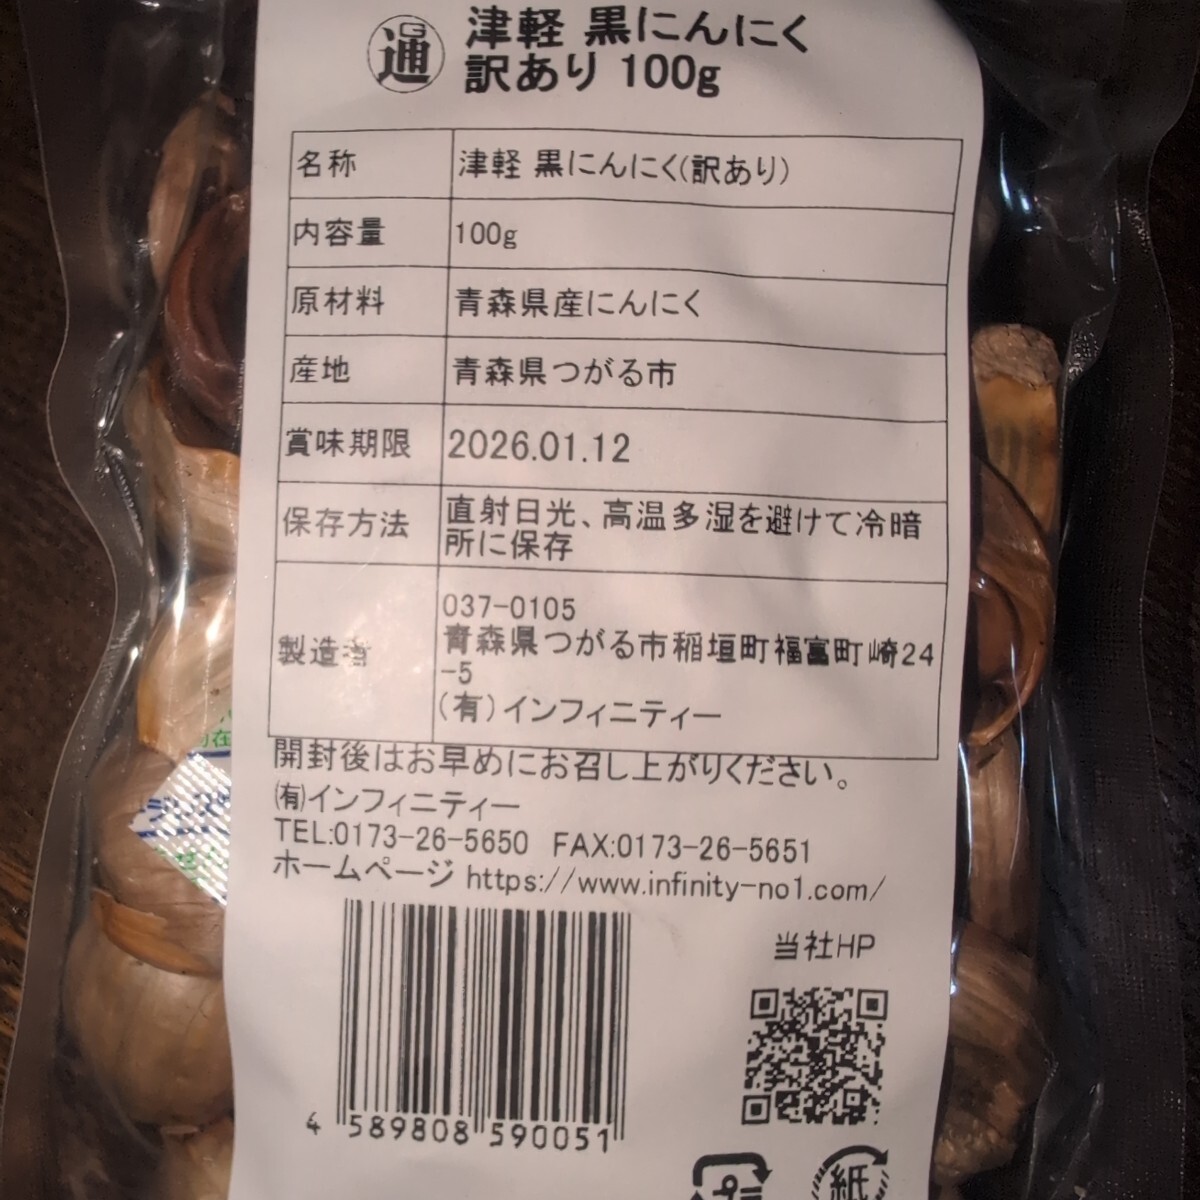 G
通
津軽 黒にんにく
訳あり 100g
名称 津軽 黒にんにく(訳あり)
内容量 100g
原材料 青森県産にんにく
産地 青森県つがる市
賞味期限 2026.01.12
保存方法 直射日光、高温多湿を避けて冷暗
所に保存
製造者 037-0105
青森県つがる市稲垣町福富町崎24
-5
(有)インフィニティー
開封後はお早めにお召し上がりください。
㈲インフィニティー
TEL:0173-26-5650 FAX:0173-26-5651
ホームページ https://www.infinity-no1.com/
当社HP
4 589808 590051
紙